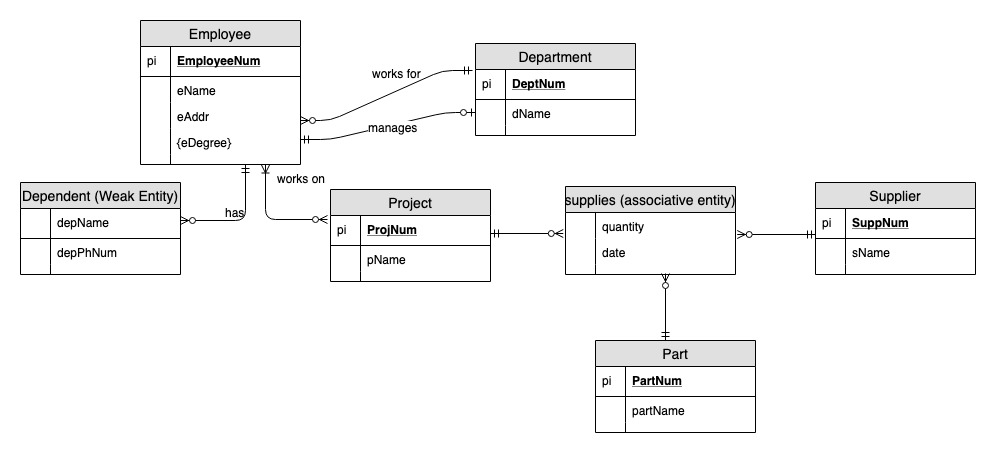 Employee
pi EmployeeNum
eName
eAddr
{eDegree}
works for
manages
Department
pi DeptNum
dName
has
works on
Dependent (Weak Entity)
depName
depPhNum
Project
pi ProjNum
pName
supplies (associative entity)
quantity
date
Supplier
pi SuppNum
sName
Part
pi PartNum
partName